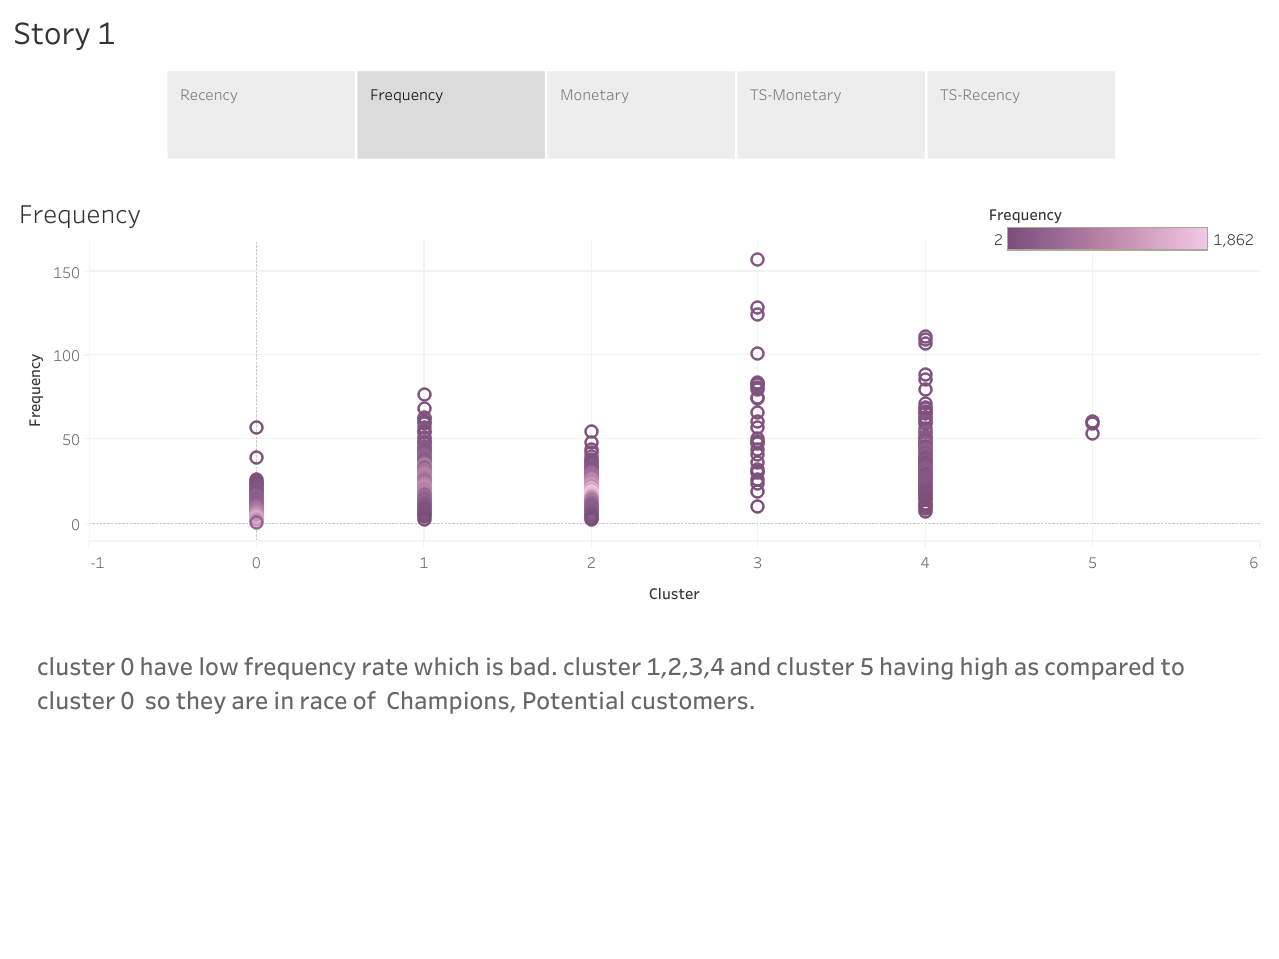 Story 1
Recency
Frequency
Monetary
TS-Monetary
TS-Recency
Frequency
Frequency
2
1,862
150
100
50
0
Frequency
-1
0
1
2
3
4
5
6
Cluster
cluster 0 have low frequency rate which is bad. cluster 1,2,3,4 and cluster 5 having high as compared to
cluster 0  so they are in race of  Champions, Potential customers.